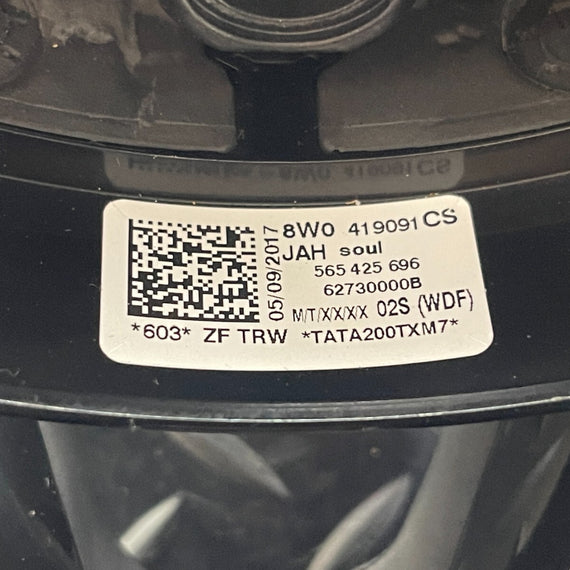 05/09/2017
8W0 419091 CS
JAH soul
565 425 696
62730000B
M/T/XX/XX 02S (WDF)
*603* ZF TRW *TATA200TXM7*